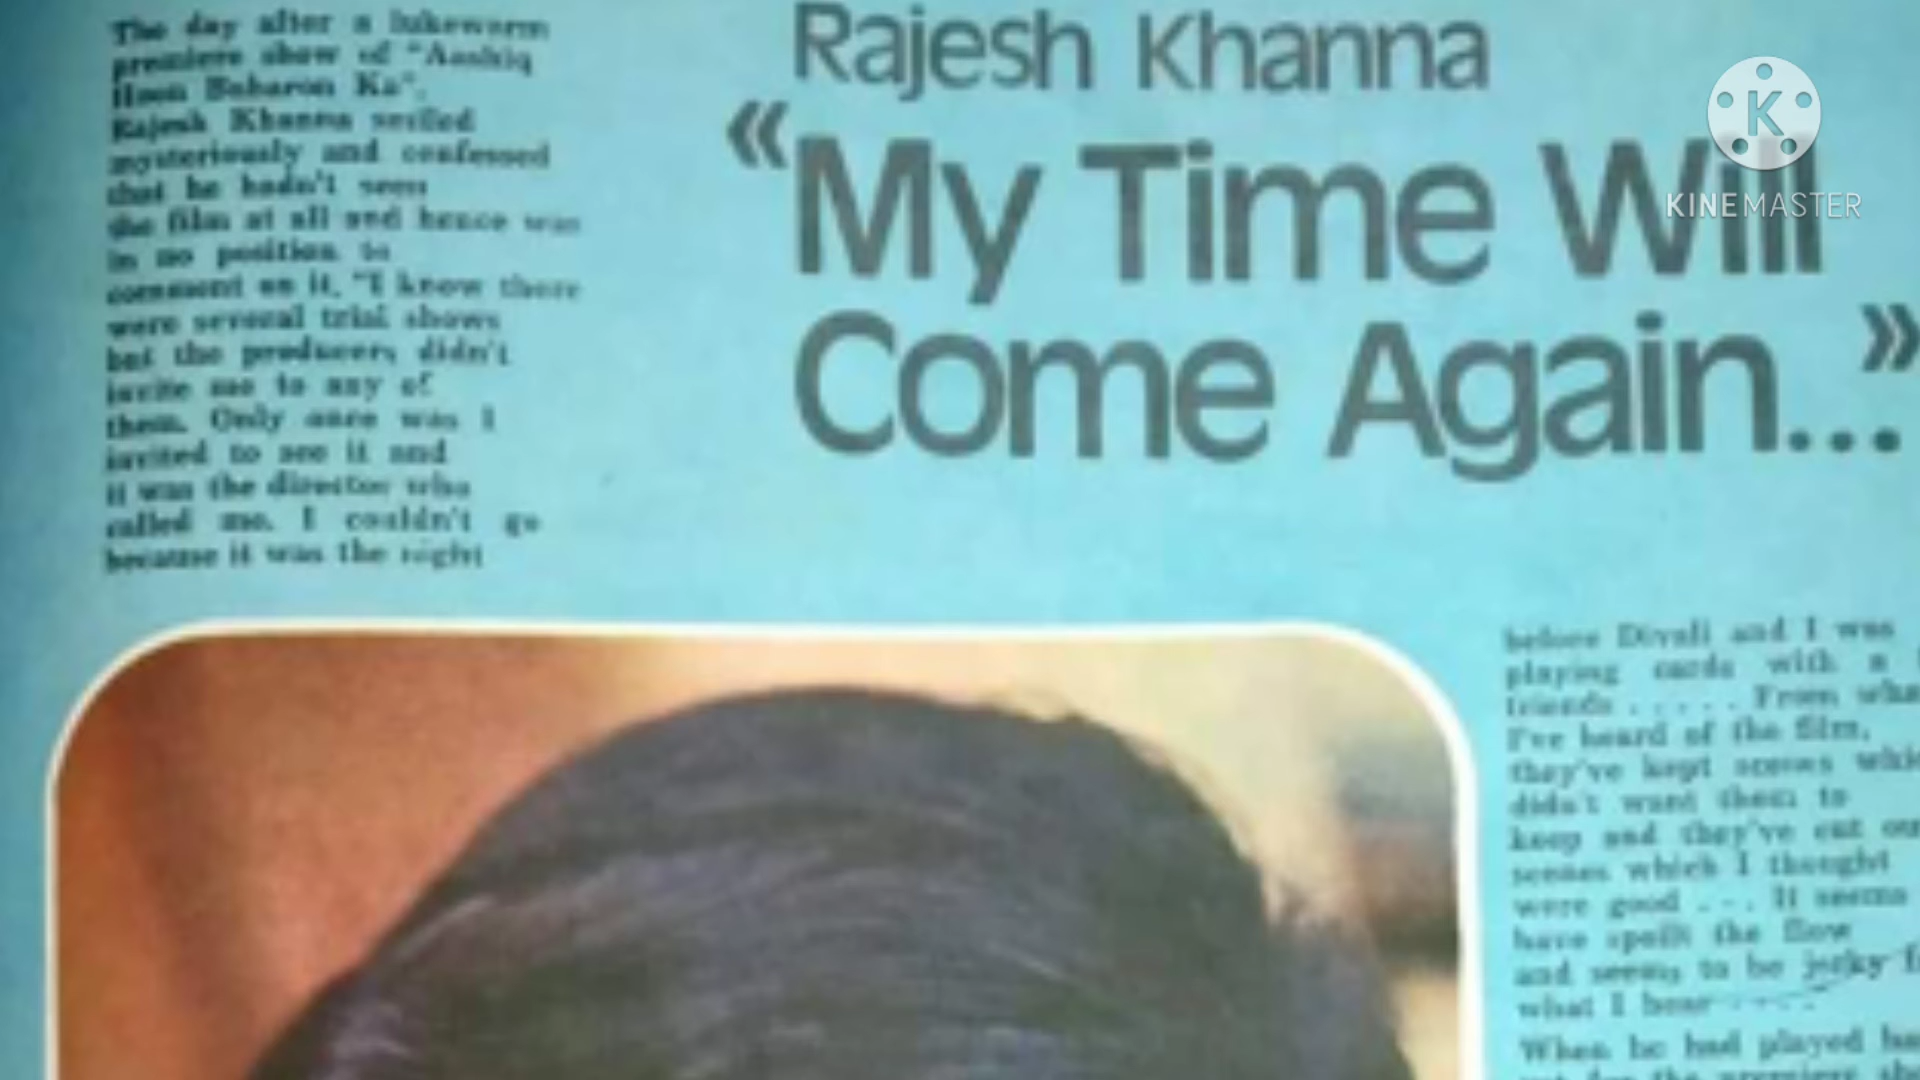 The day after a lukewarm
premiere show of "Aashiq
Hoon Baharon Ka",
Rajesh Khanna smiled
mysteriously and confessed
that he hadn't seen
the film at all and hence was
in no position to
comment on it. "I know there
were several trial shows
but the producers didn't
invite me to any of
them. Only once was I
invited to see it and
it was the director who
called me. I couldn't go
because it was the night
Rajesh Khanna
«My Time Will
Come Again...»
KINEMASTER
before Divali and I was
playing cards with a
friends ..... From
I've heard of the film,
they've kept scenes
didn't want them to
keep and they've cut
scenes which I thought
were good ... It seems
have spoilt the flow
and seems to be jerky
what I hear .....
When he had played
the premiere